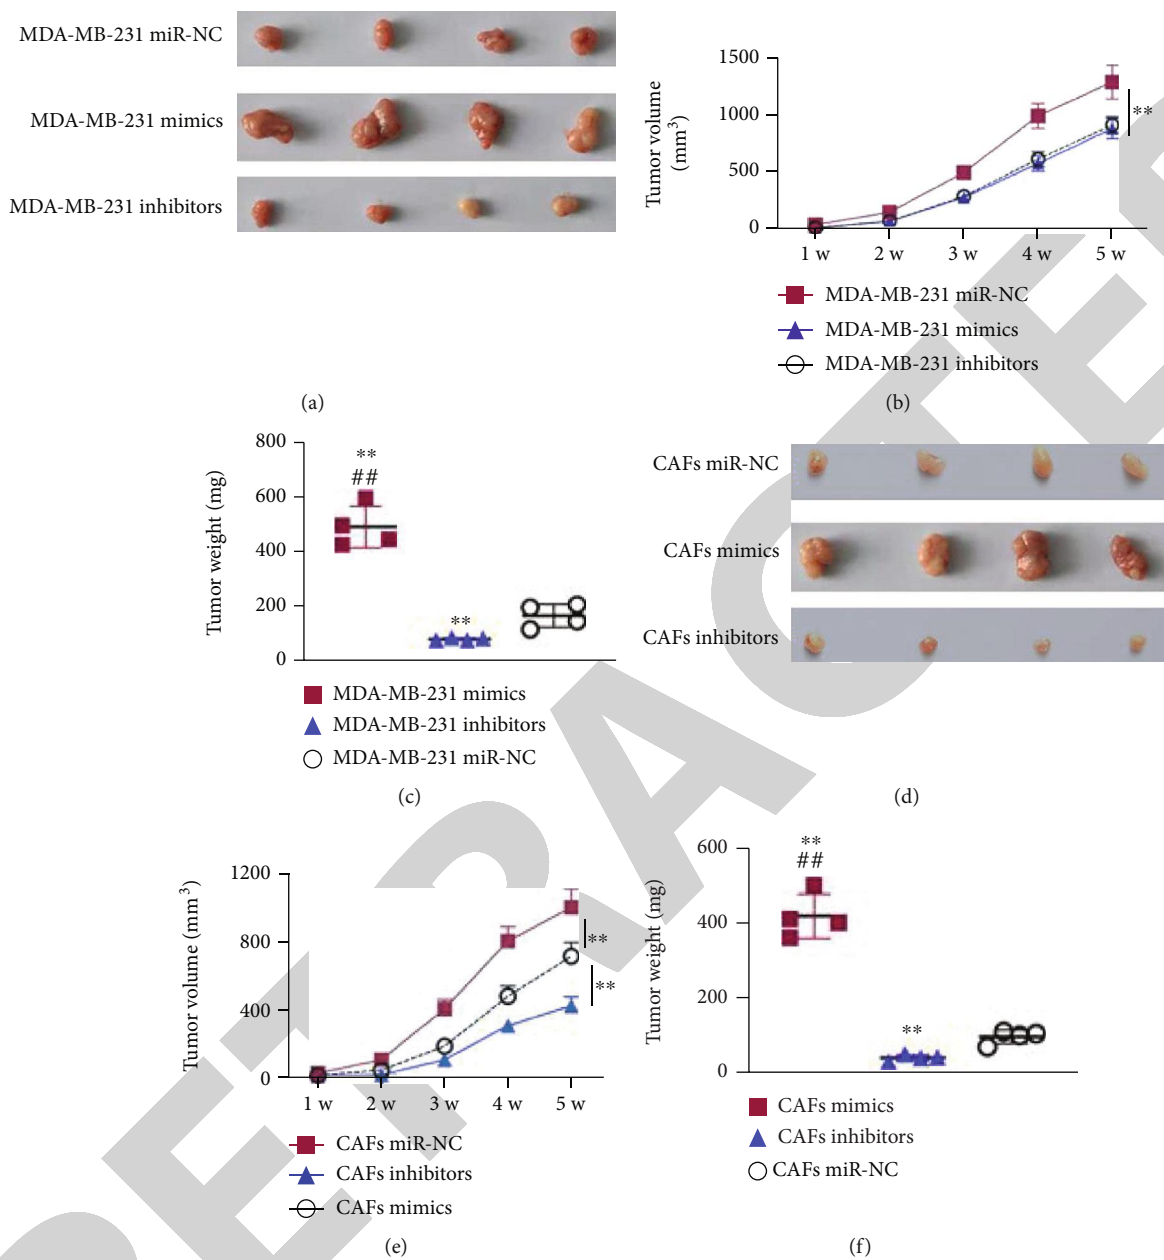 MDA-MB-231 miR-NC
MDA-MB-231 mimics
MDA-MB-231 inhibitors
(a)
Tumor volume
(mm³)
1500
1000
500
0
**
1 w 2 w 3 w 4 w 5 w
MDA-MB-231 miR-NC
MDA-MB-231 mimics
MDA-MB-231 inhibitors
(b)
Tumor weight (mg)
800
600
400
200
0
**
##
**
MDA-MB-231 mimics
MDA-MB-231 inhibitors
MDA-MB-231 miR-NC
(c)
CAFs miR-NC
CAFs mimics
CAFs inhibitors
(d)
Tumor volume (mm³)
1200
800
400
0
**
**
1 w 2 w 3 w 4 w 5 w
CAFs miR-NC
CAFs inhibitors
CAFs mimics
(e)
Tumor weight (mg)
600
400
200
0
**
##
**
CAFs mimics
CAFs inhibitors
CAFs miR-NC
(f)